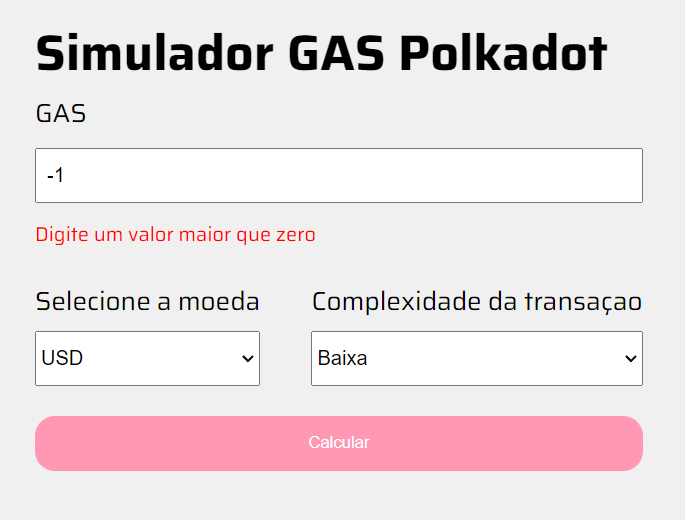 Simulador GAS Polkadot
GAS
-1
Digite um valor maior que zero
Selecione a moeda
Complexidade da transaçao
USD
Baixa
Calcular